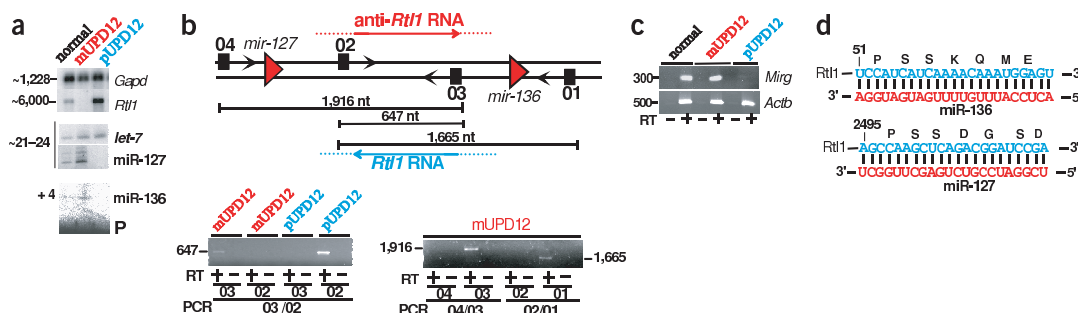 a
normal
mUPD12
pUPD12
~1,228
Gapd
~6,000
Rtl1
~21–24
let-7
miR-127
+ 4
miR-136
P
b
anti-Rtl1 RNA
04 mir-127 02
03 mir-136 01
1,916 nt
647 nt
1,665 nt
Rtl1 RNA
mUPD12
mUPD12
pUPD12
pUPD12
647
RT + − + − + − + −
03 02 03 02
PCR 03 /02
mUPD12
1,916
1,665
RT + − + − + − + −
04 03 02 01
PCR 04/03 02/01
c
normal
mUPD12
pUPD12
300
Mirg
500
Actb
RT − + − + − +
d
51
P S S K Q M E
Rtl1 UCCAUCAUCAAAACAAAUGGAGU 3'
3' AGGUAGUAGUUUUGUUUACCUCA 5'
miR-136
2495
P S S D G S D
Rtl1 AGCCAAGCUCAGACGGAUCCGA 3'
3' UCGGUUCGAGUCUGCCUAGGCU 5'
miR-127